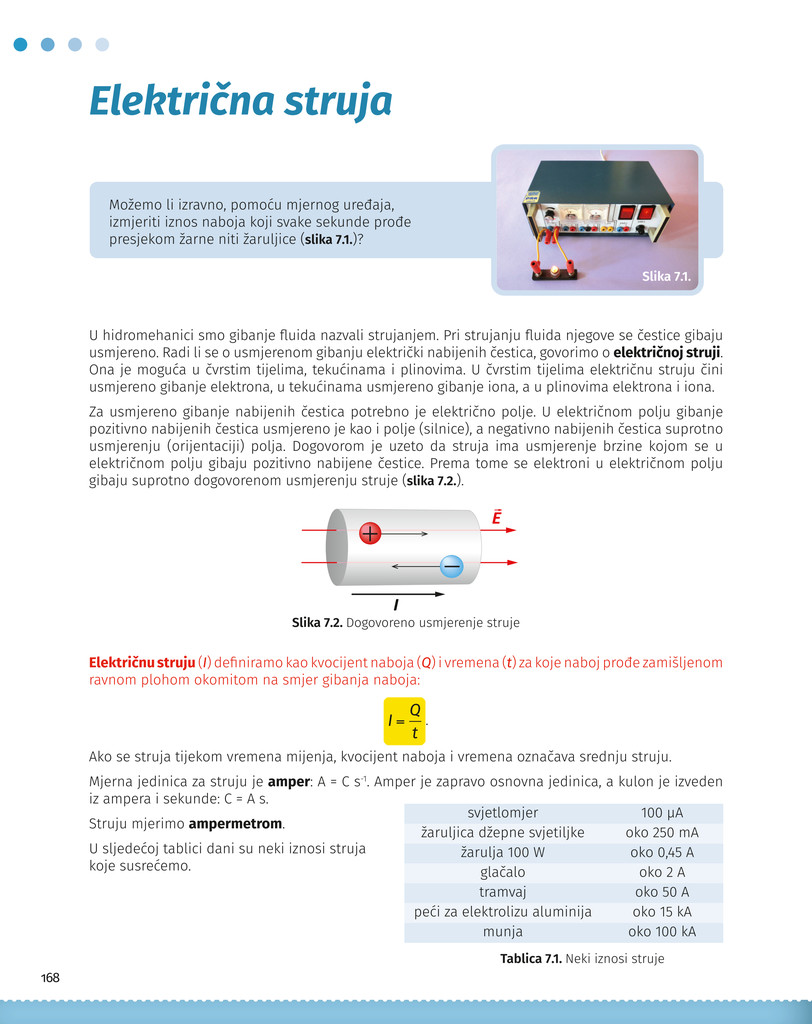 Električna struja
Možemo li izravno, pomoću mjernog uređaja,
izmjeriti iznos naboja koji svake sekunde prođe
presjekom žarne niti žaruljice (slika 7.1.)?
Slika 7.1.
U hidromehanici smo gibanje fluida nazvali strujanjem. Pri strujanju fluida njegove se čestice gibaju
usmjereno. Radi li se o usmjerenom gibanju električki nabijenih čestica, govorimo o električnoj struji.
Ona je moguća u čvrstim tijelima, tekućinama i plinovima. U čvrstim tijelima električnu struju čini
usmjereno gibanje elektrona, u tekućinama usmjereno gibanje iona, a u plinovima elektrona i iona.
Za usmjereno gibanje nabijenih čestica potrebno je električno polje. U električnom polju gibanje
pozitivno nabijenih čestica usmjereno je kao i polje (silnice), a negativno nabijenih čestica suprotno
usmjerenju (orijentaciji) polja. Dogovorom je uzeto da struja ima usmjerenje brzine kojom se u
električnom polju gibaju pozitivno nabijene čestice. Prema tome se elektroni u električnom polju
gibaju suprotno dogovorenom usmjerenju struje (slika 7.2.).
E⃗
+
−
I
Slika 7.2. Dogovoreno usmjerenje struje
Električnu struju (I) definiramo kao kvocijent naboja (Q) i vremena (t) za koje naboj prođe zamišljenom
ravnom plohom okomitom na smjer gibanja naboja:
I = Q/t.
Ako se struja tijekom vremena mijenja, kvocijent naboja i vremena označava srednju struju.
Mjerna jedinica za struju je amper: A = C s⁻¹. Amper je zapravo osnovna jedinica, a kulon je izveden
iz ampera i sekunde: C = A s.
Struju mjerimo ampermetrom.
U sljedećoj tablici dani su neki iznosi struja
koje susrećemo.
svjetlomjer 100 μA
žaruljica džepne svjetiljke oko 250 mA
žarulja 100 W oko 0,45 A
glačalo oko 2 A
tramvaj oko 50 A
peći za elektrolizu aluminija oko 15 kA
munja oko 100 kA
Tablica 7.1. Neki iznosi struje
168